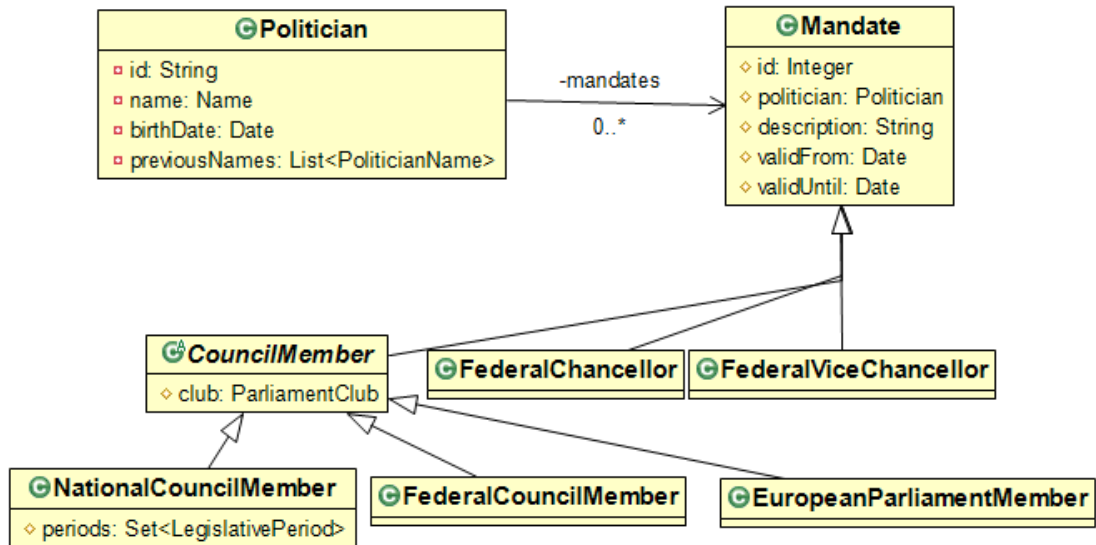 Politician
id: String
name: Name
birthDate: Date
previousNames: List<PoliticianName>
-mandates
0..*
Mandate
id: Integer
politician: Politician
description: String
validFrom: Date
validUntil: Date
CouncilMember
club: ParliamentClub
FederalChancellor
FederalViceChancellor
NationalCouncilMember
periods: Set<LegislativePeriod>
FederalCouncilMember
EuropeanParliamentMember